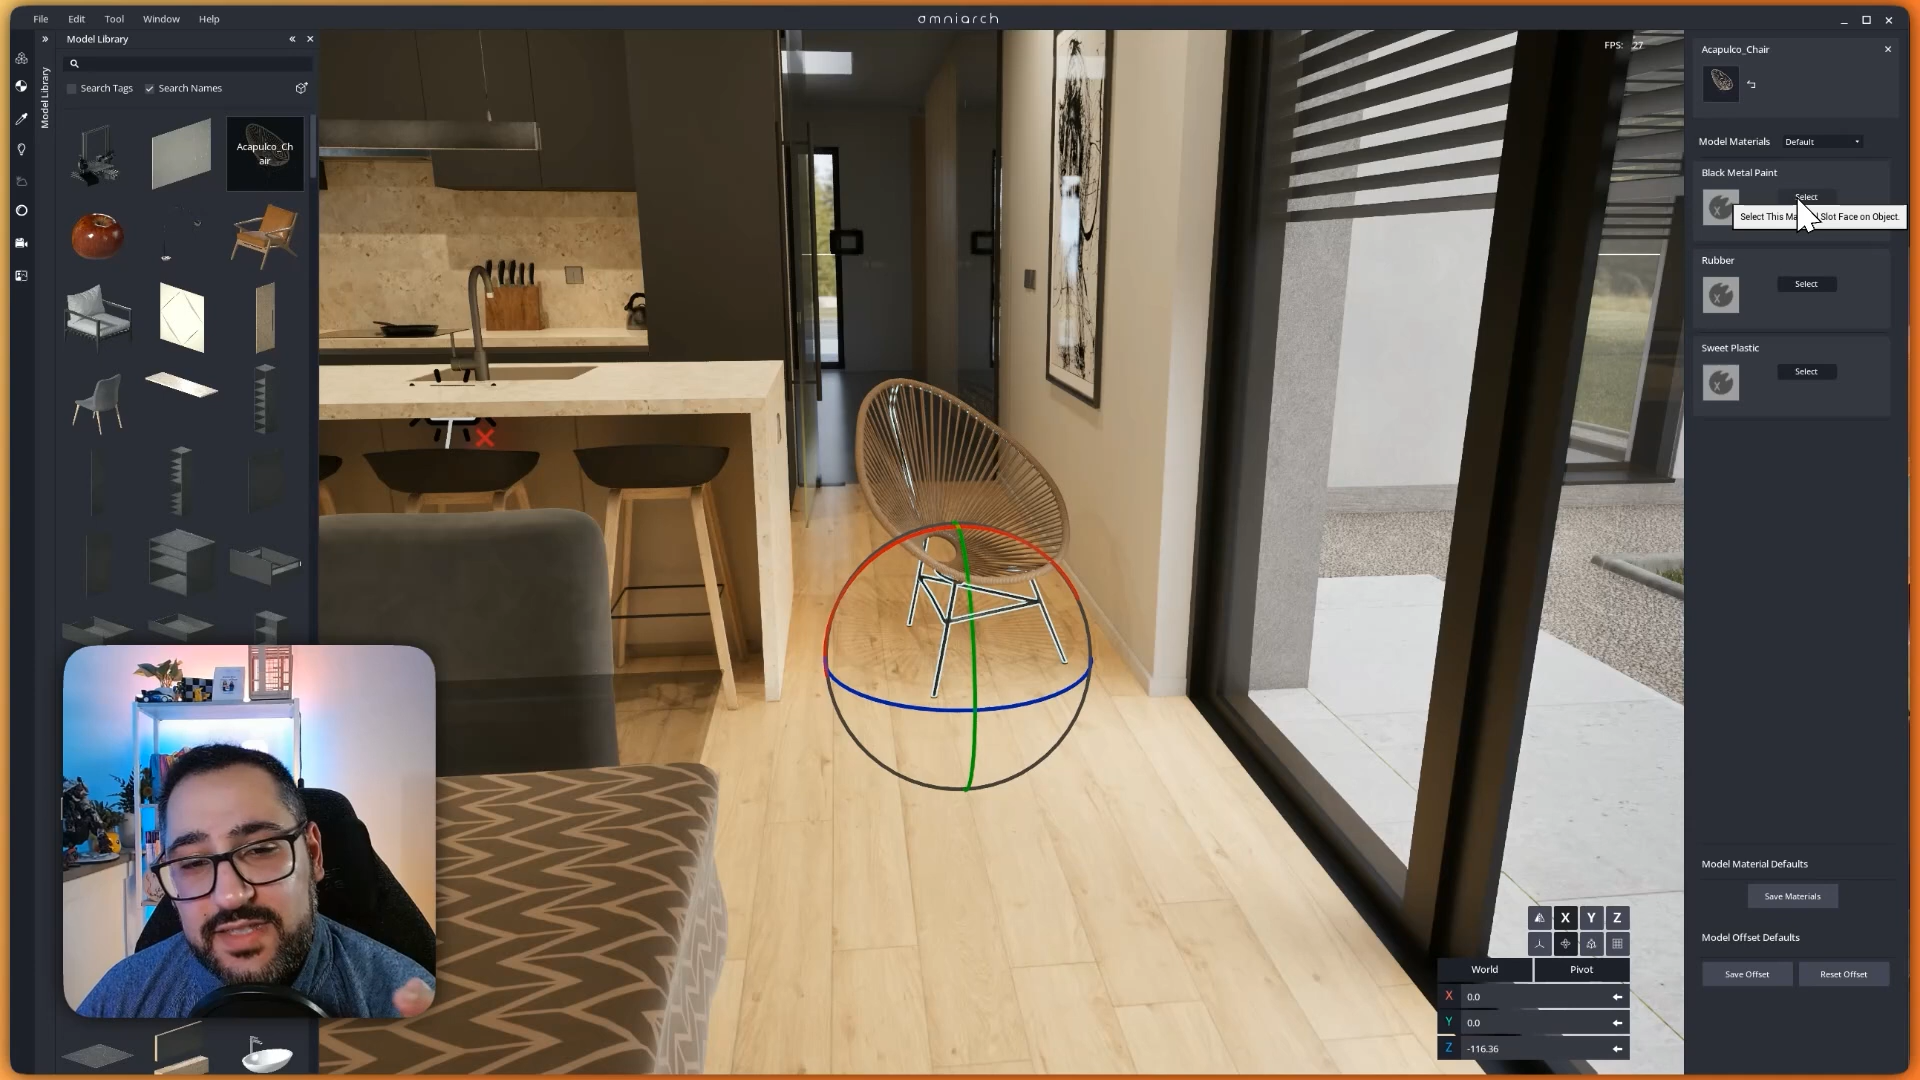 File Edit Tool Window Help
omniarch
Model Library
Model Library
Search Tags
Search Names
Acapulco_Ch
air
FPS: 27
Acapulco_Chair
Model Materials
Default
Black Metal Paint
Select
Select This Ma Slot Face on Object.
Rubber
Select
Sweet Plastic
Select
Model Material Defaults
Save Materials
Model Offset Defaults
Save Offset
Reset Offset
X Y Z
World
Pivot
X 0.0
Y 0.0
Z -116.36